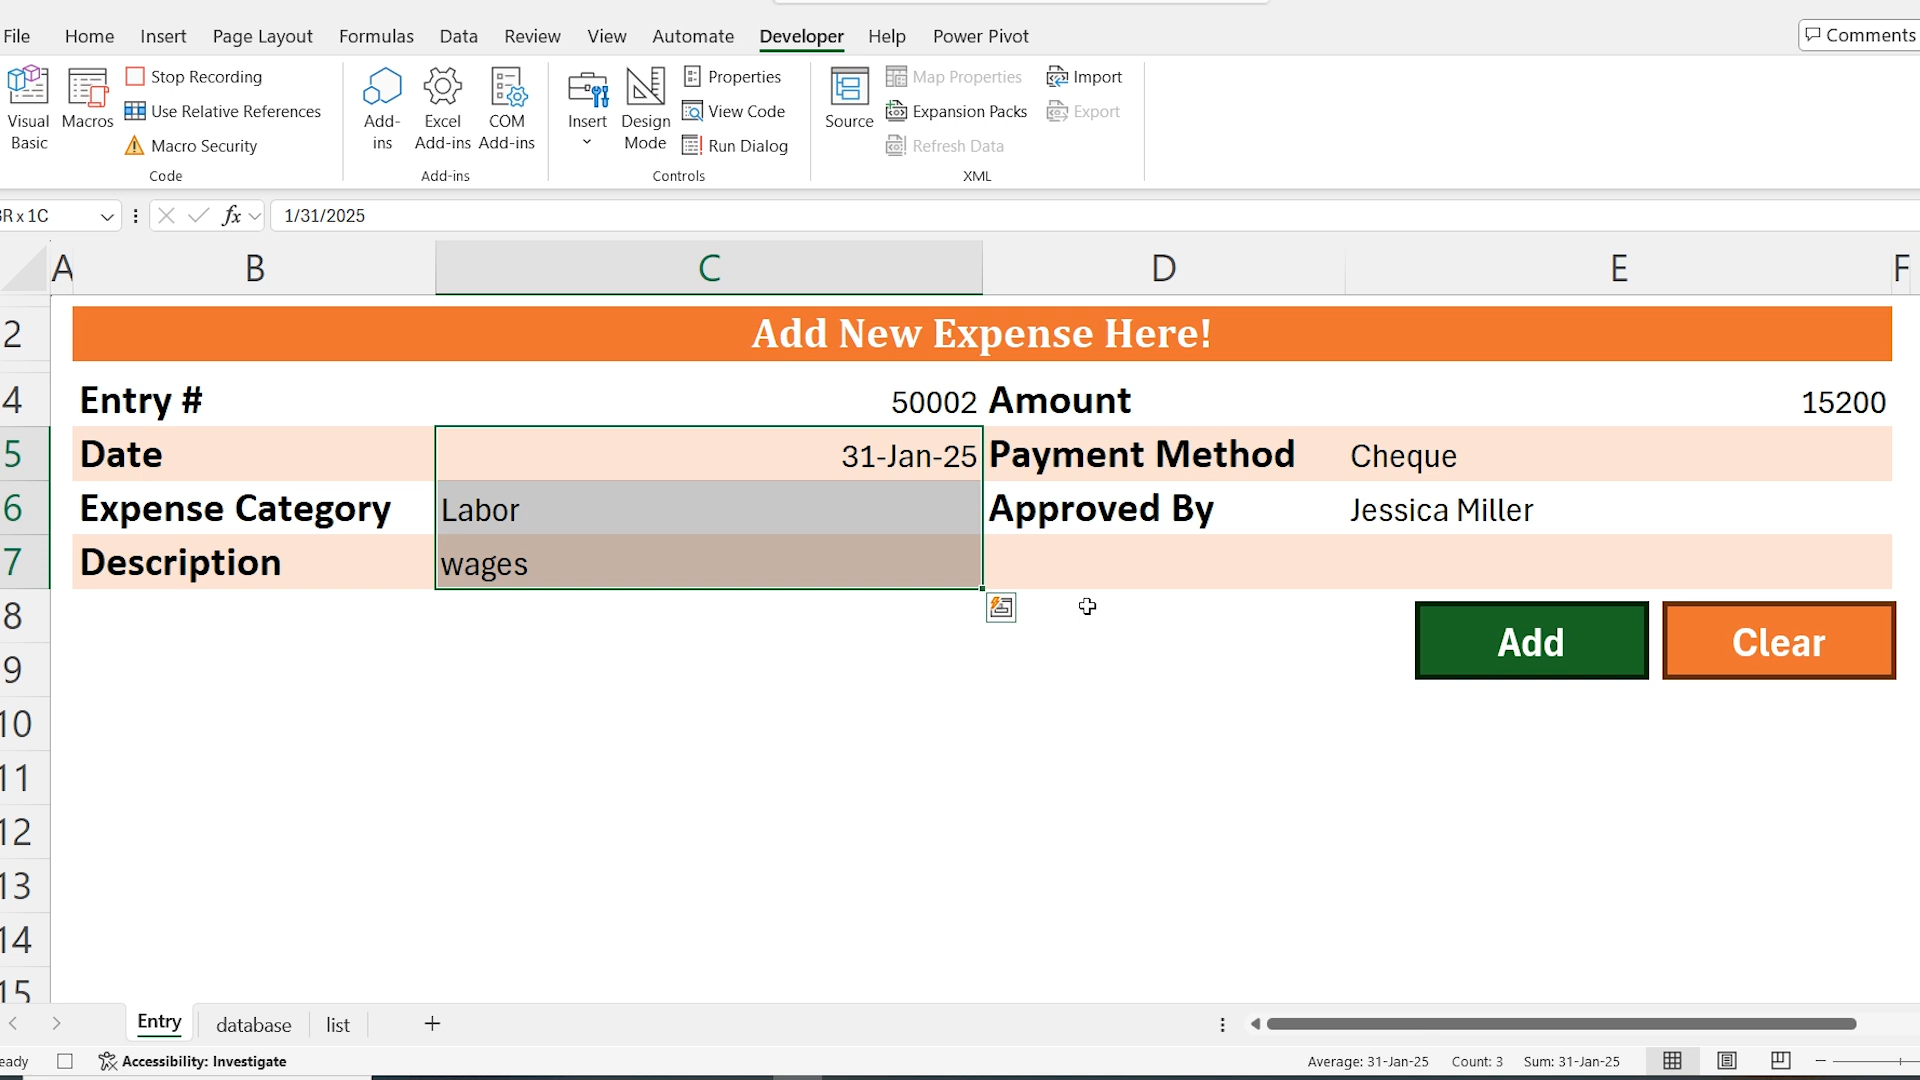 File Home Insert Page Layout Formulas Data Review View Automate Developer Help Power Pivot Comments
Visual Basic
Macros
Stop Recording
Use Relative References
Macro Security
Code
Add-ins
Excel Add-ins
COM Add-ins
Add-ins
Insert
Design Mode
Properties
View Code
Run Dialog
Controls
Source
Map Properties
Expansion Packs
Refresh Data
Import
Export
XML
3R x 1C fx 1/31/2025
A B C D E F
2 Add New Expense Here!
4 Entry # 50002 Amount 15200
5 Date 31-Jan-25 Payment Method Cheque
6 Expense Category Labor Approved By Jessica Miller
7 Description wages
8 Add Clear
9
10
11
12
13
14
15
Entry database list +
eady Accessibility: Investigate Average: 31-Jan-25 Count: 3 Sum: 31-Jan-25